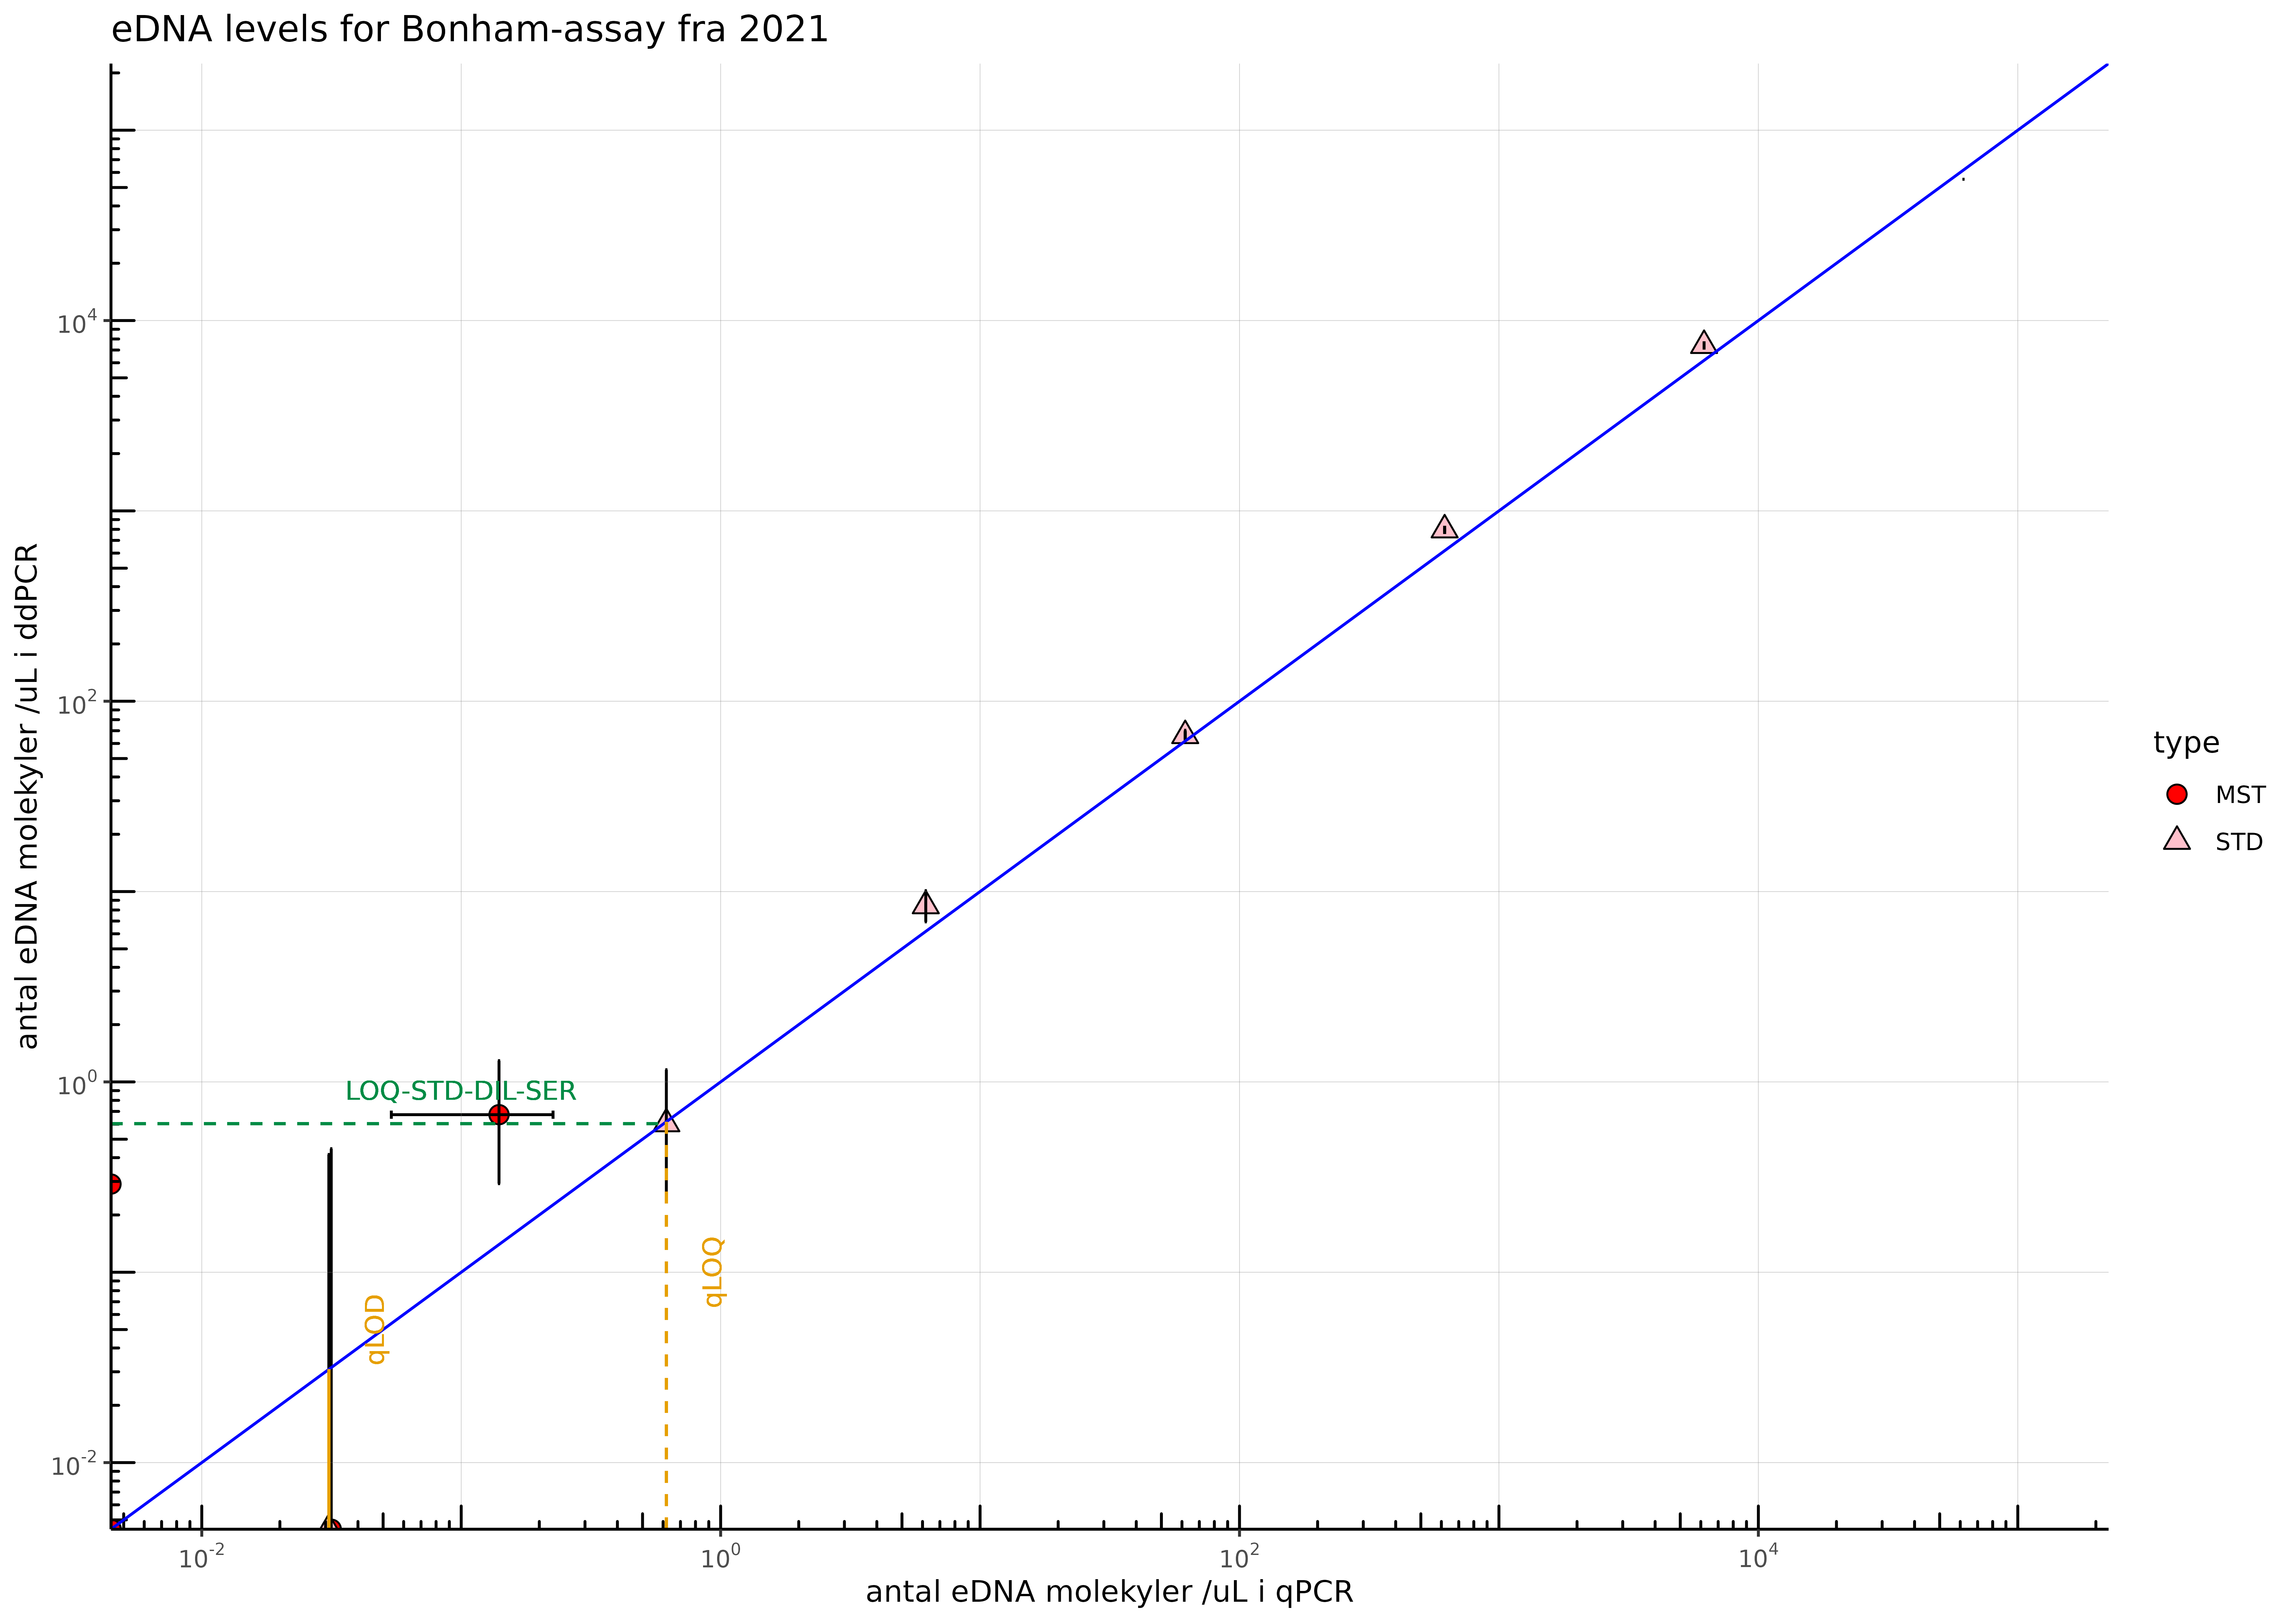 eDNA levels for Bonham-assay fra 2021
antal eDNA molekyler /uL i ddPCR
10^4
10^2
10^0
10^-2
LOQ-STD-DIL-SER
qLOD
qLOQ
10^-2
10^0
10^2
10^4
antal eDNA molekyler /uL i qPCR
type
MST
STD